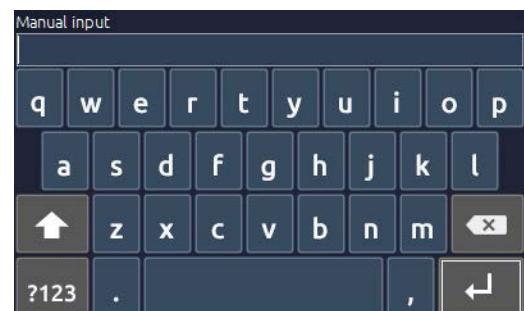 Manual input
q w e r t y u i o p
a s d f g h j k l
z x c v b n m
?123 . ,